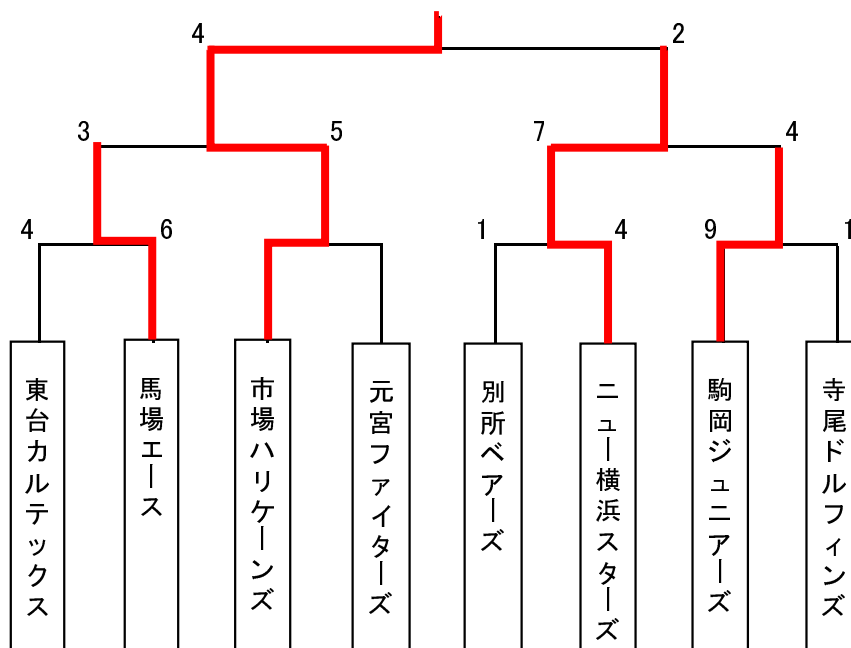 4 2
3 5 7 4
4 6 1 4 9 1
東台カルテックス
馬場エース
市場ハリケーンズ
元宮ファイターズ
別所ベアーズ
ニュー横浜スターズ
駒岡ジュニアーズ
寺尾ドルフィンズ